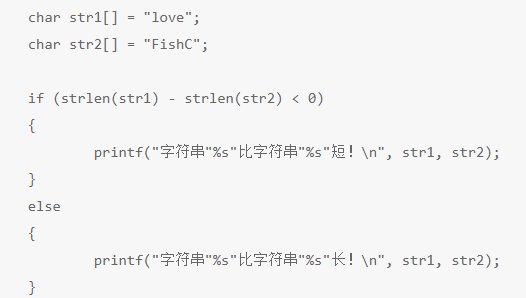 char str1[] = "love";
char str2[] = "FishC";
if (strlen(str1) - strlen(str2) < 0)
{
printf("字符串"%s"比字符串"%s"短！\n", str1, str2);
}
else
{
printf("字符串"%s"比字符串"%s"长！\n", str1, str2);
}